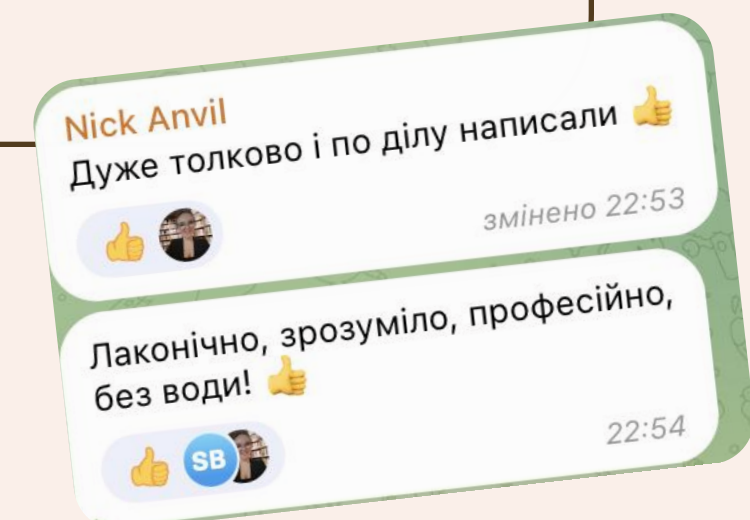 Nick Anvil
Дуже толково і по ділу написали 👍
👍
змінено 22:53
Лаконічно, зрозуміло, професійно,
без води! 👍
👍 SB
22:54